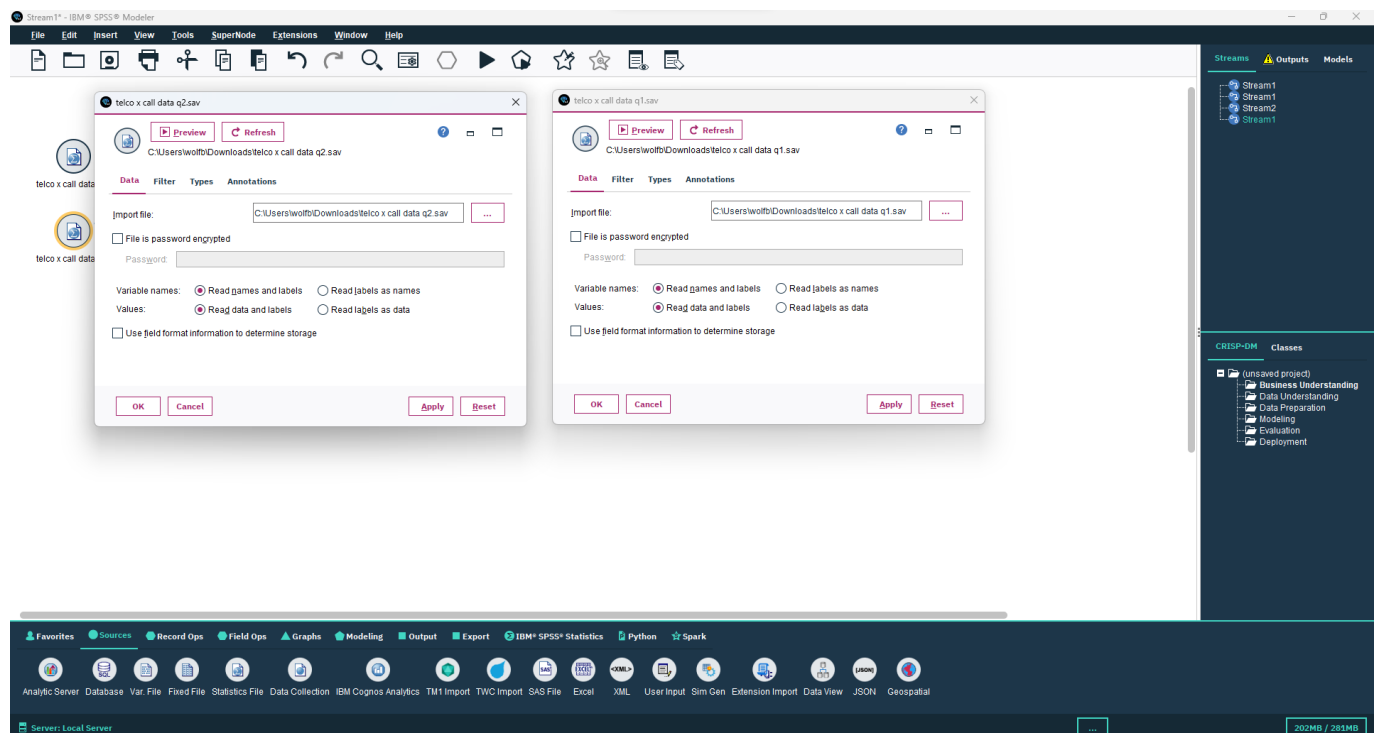 Stream1* - IBM® SPSS® Modeler
File Edit Insert View Tools SuperNode Extensions Window Help
telco x call data
telco x call data
telco x call data q2.sav
Preview Refresh
C:\Users\wolfb\Downloads\telco x call data q2.sav
Data Filter Types Annotations
Import file: C:\Users\wolfb\Downloads\telco x call data q2.sav ...
File is password encrypted
Password:
Variable names: Read names and labels Read labels as names
Values: Read data and labels Read labels as data
Use field format information to determine storage
OK Cancel Apply Reset
telco x call data q1.sav
Preview Refresh
C:\Users\wolfb\Downloads\telco x call data q1.sav
Data Filter Types Annotations
Import file: C:\Users\wolfb\Downloads\telco x call data q1.sav ...
File is password encrypted
Password:
Variable names: Read names and labels Read labels as names
Values: Read data and labels Read labels as data
Use field format information to determine storage
OK Cancel Apply Reset
Streams Outputs Models
Stream1
Stream1
Stream2
Stream1
CRISP-DM Classes
(unsaved project)
Business Understanding
Data Understanding
Data Preparation
Modeling
Evaluation
Deployment
Favorites Sources Record Ops Field Ops Graphs Modeling Output Export IBM® SPSS® Statistics Python Spark
SQL SAS EXCEL <XML> {JSON}
Analytic Server Database Var. File Fixed File Statistics File Data Collection IBM Cognos Analytics TM1 Import TWC Import SAS File Excel XML User Input Sim Gen Extension Import Data View JSON Geospatial
Server: Local Server ... 202MB / 281MB